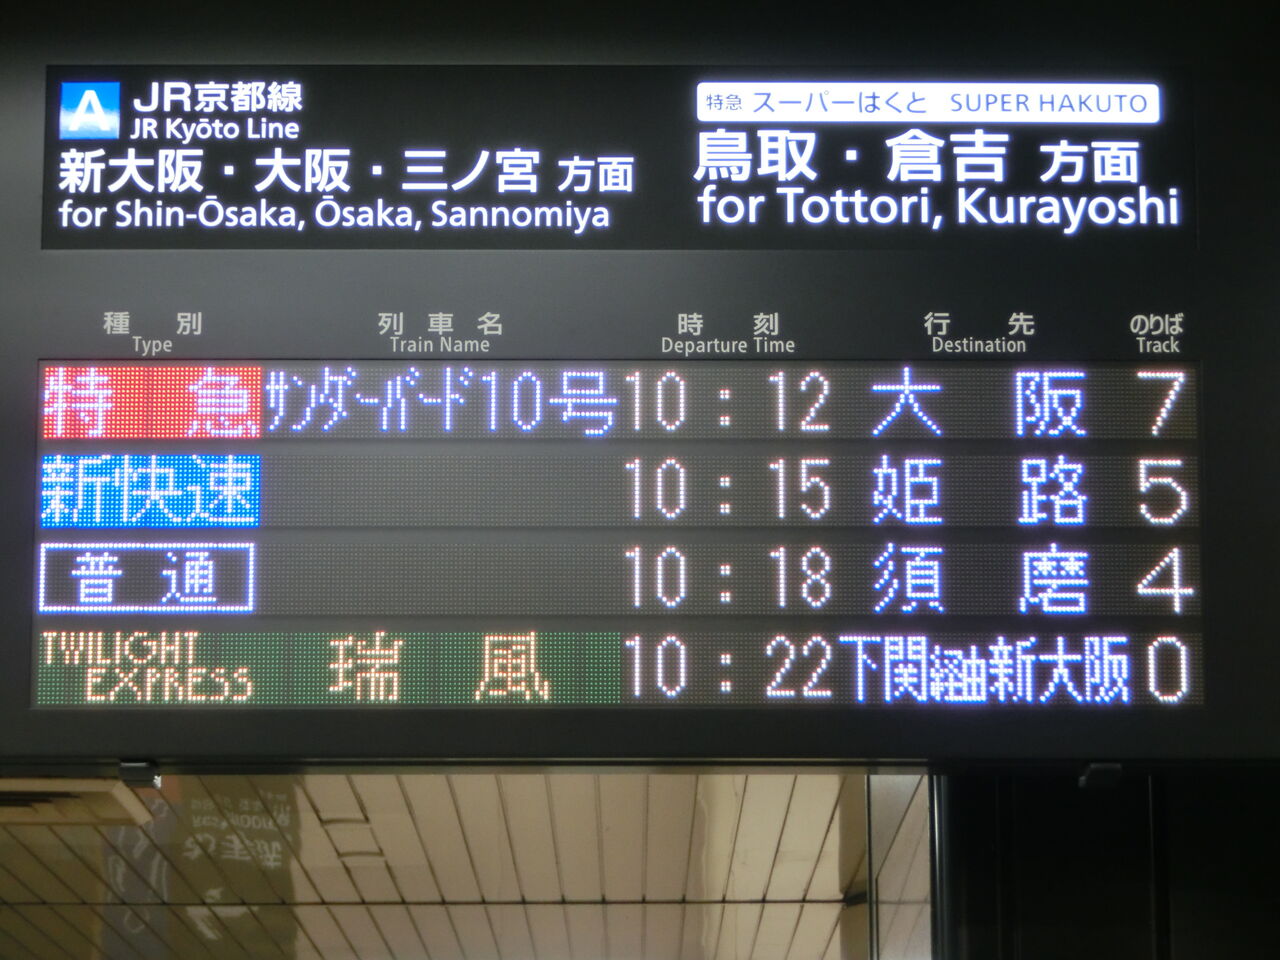 A JR京都線
JR Kyōto Line
新大阪・大阪・三ノ宮 方面
for Shin-Ōsaka, Ōsaka, Sannomiya
特急 スーパーはくと SUPER HAKUTO
鳥取・倉吉 方面
for Tottori, Kurayoshi
種別 列車名 時刻 行先 のりば
Type Train Name Departure Time Destination Track
特急 サンダーバード10号 10:12 大阪 7
新快速 10:15 姫路 5
普通 10:18 須磨 4
TWILIGHT EXPRESS 瑞風 10:22 下関経由新大阪 0